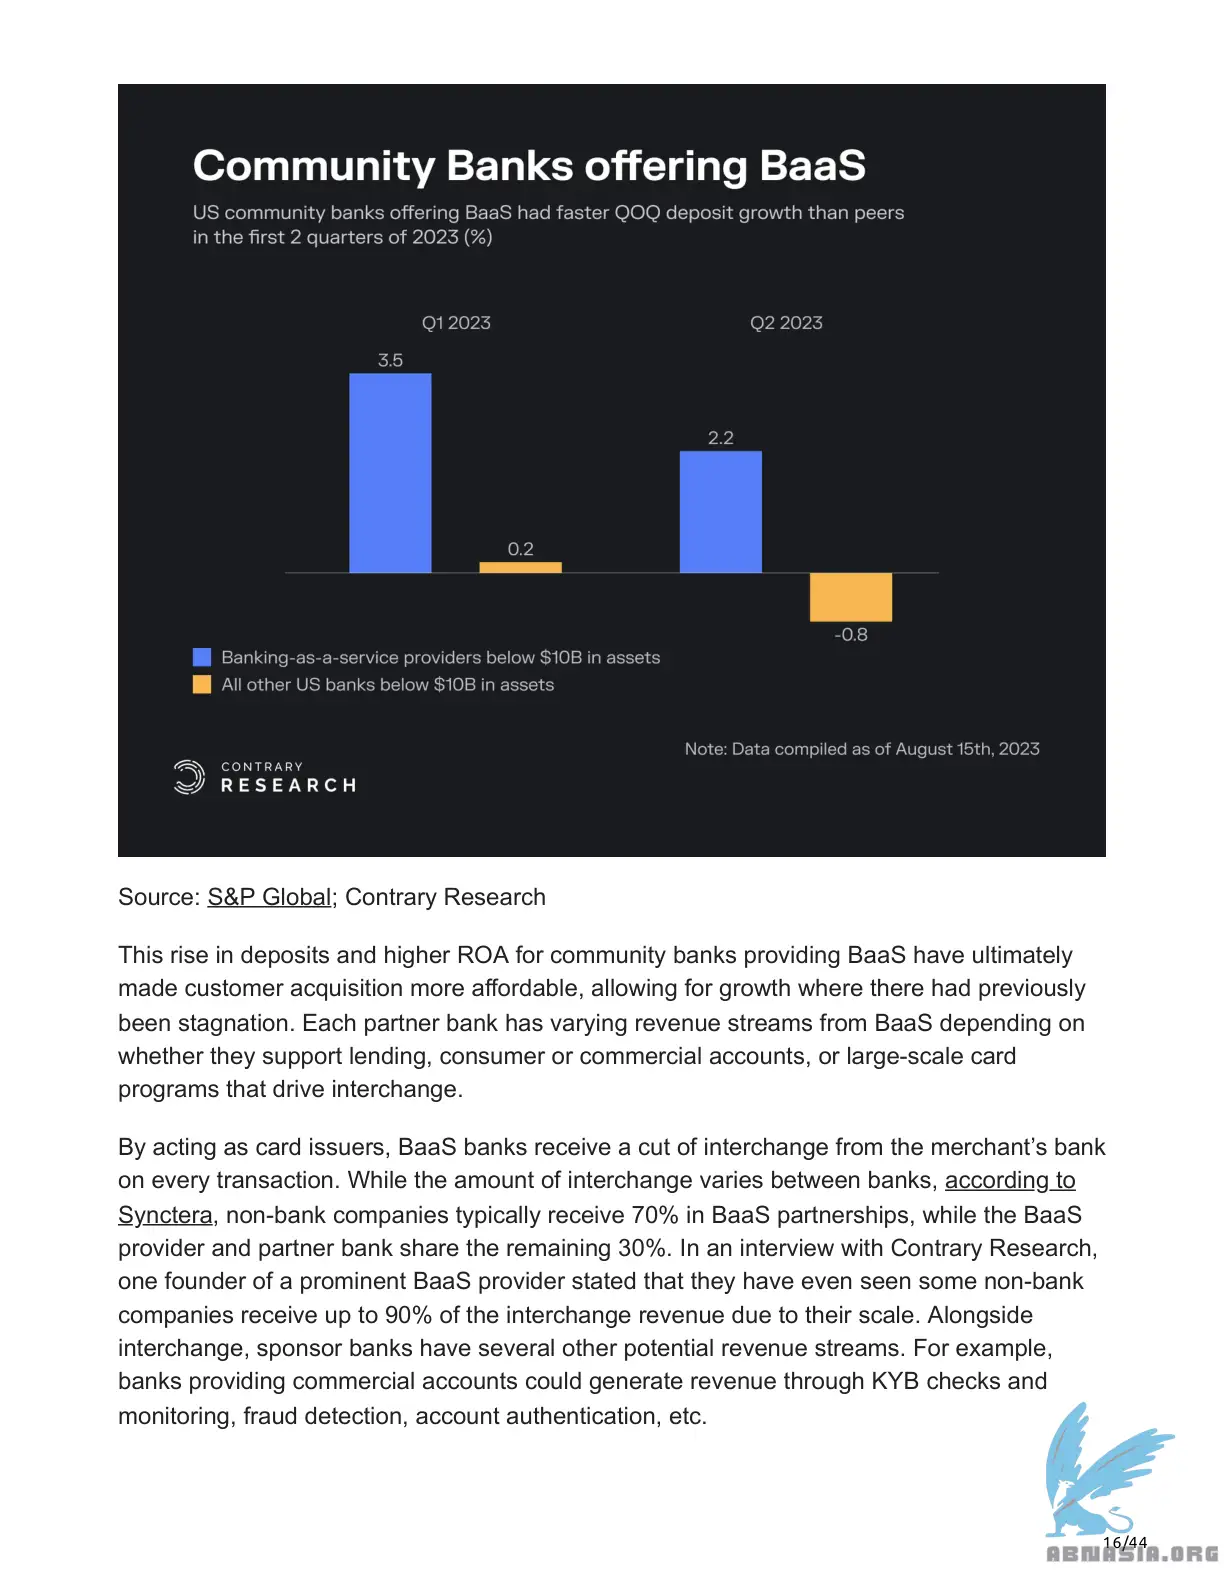 Community Banks offering BaaS
US community banks offering BaaS had faster QOQ deposit growth than peers
in the first 2 quarters of 2023 (%)
Q1 2023
Q2 2023
3.5
0.2
2.2
-0.8
Banking-as-a-service providers below $10B in assets
All other US banks below $10B in assets
Note: Data compiled as of August 15th, 2023
CONTRARY
RESEARCH
Source: S&P Global; Contrary Research
This rise in deposits and higher ROA for community banks providing BaaS have ultimately
made customer acquisition more affordable, allowing for growth where there had previously
been stagnation. Each partner bank has varying revenue streams from BaaS depending on
whether they support lending, consumer or commercial accounts, or large-scale card
programs that drive interchange.
By acting as card issuers, BaaS banks receive a cut of interchange from the merchant’s bank
on every transaction. While the amount of interchange varies between banks, according to
Synctera, non-bank companies typically receive 70% in BaaS partnerships, while the BaaS
provider and partner bank share the remaining 30%. In an interview with Contrary Research,
one founder of a prominent BaaS provider stated that they have even seen some non-bank
companies receive up to 90% of the interchange revenue due to their scale. Alongside
interchange, sponsor banks have several other potential revenue streams. For example,
banks providing commercial accounts could generate revenue through KYB checks and
monitoring, fraud detection, account authentication, etc.
16/44
ABNASIA.ORG